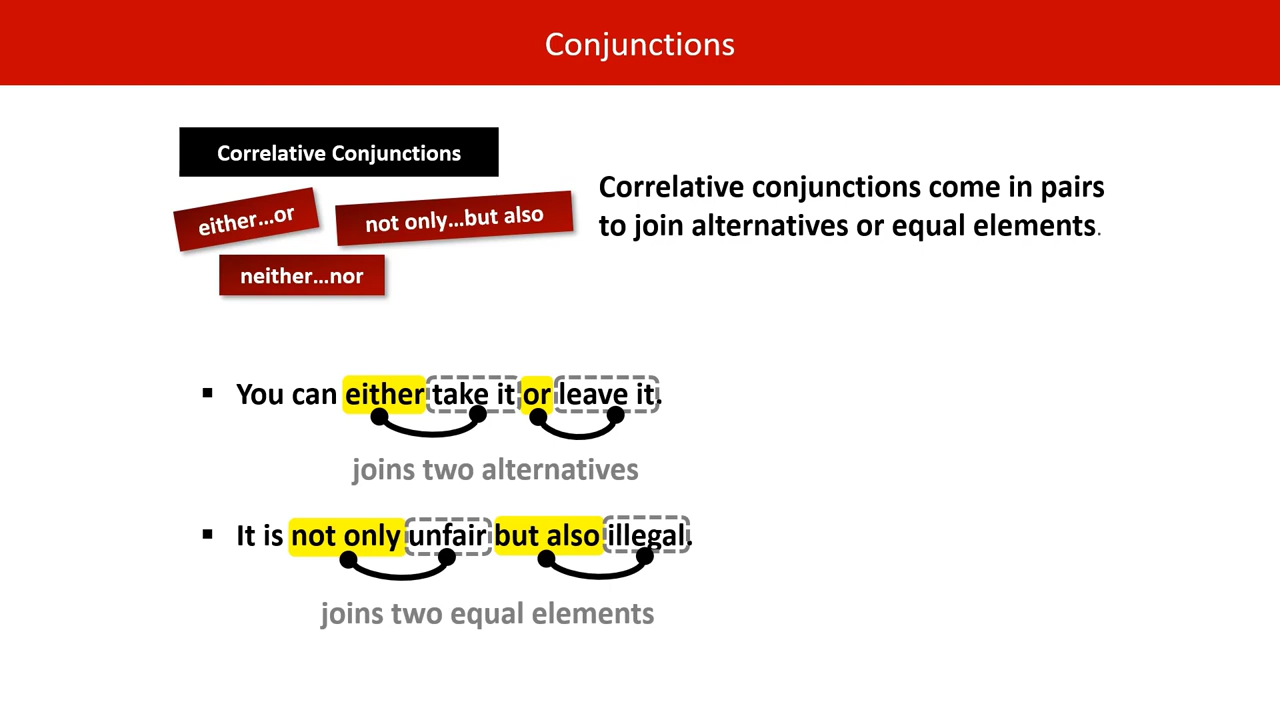 Conjunctions
Correlative Conjunctions
either...or
not only...but also
neither...nor
Correlative conjunctions come in pairs
to join alternatives or equal elements.
▪ You can either take it or leave it.
joins two alternatives
▪ It is not only unfair but also illegal.
joins two equal elements